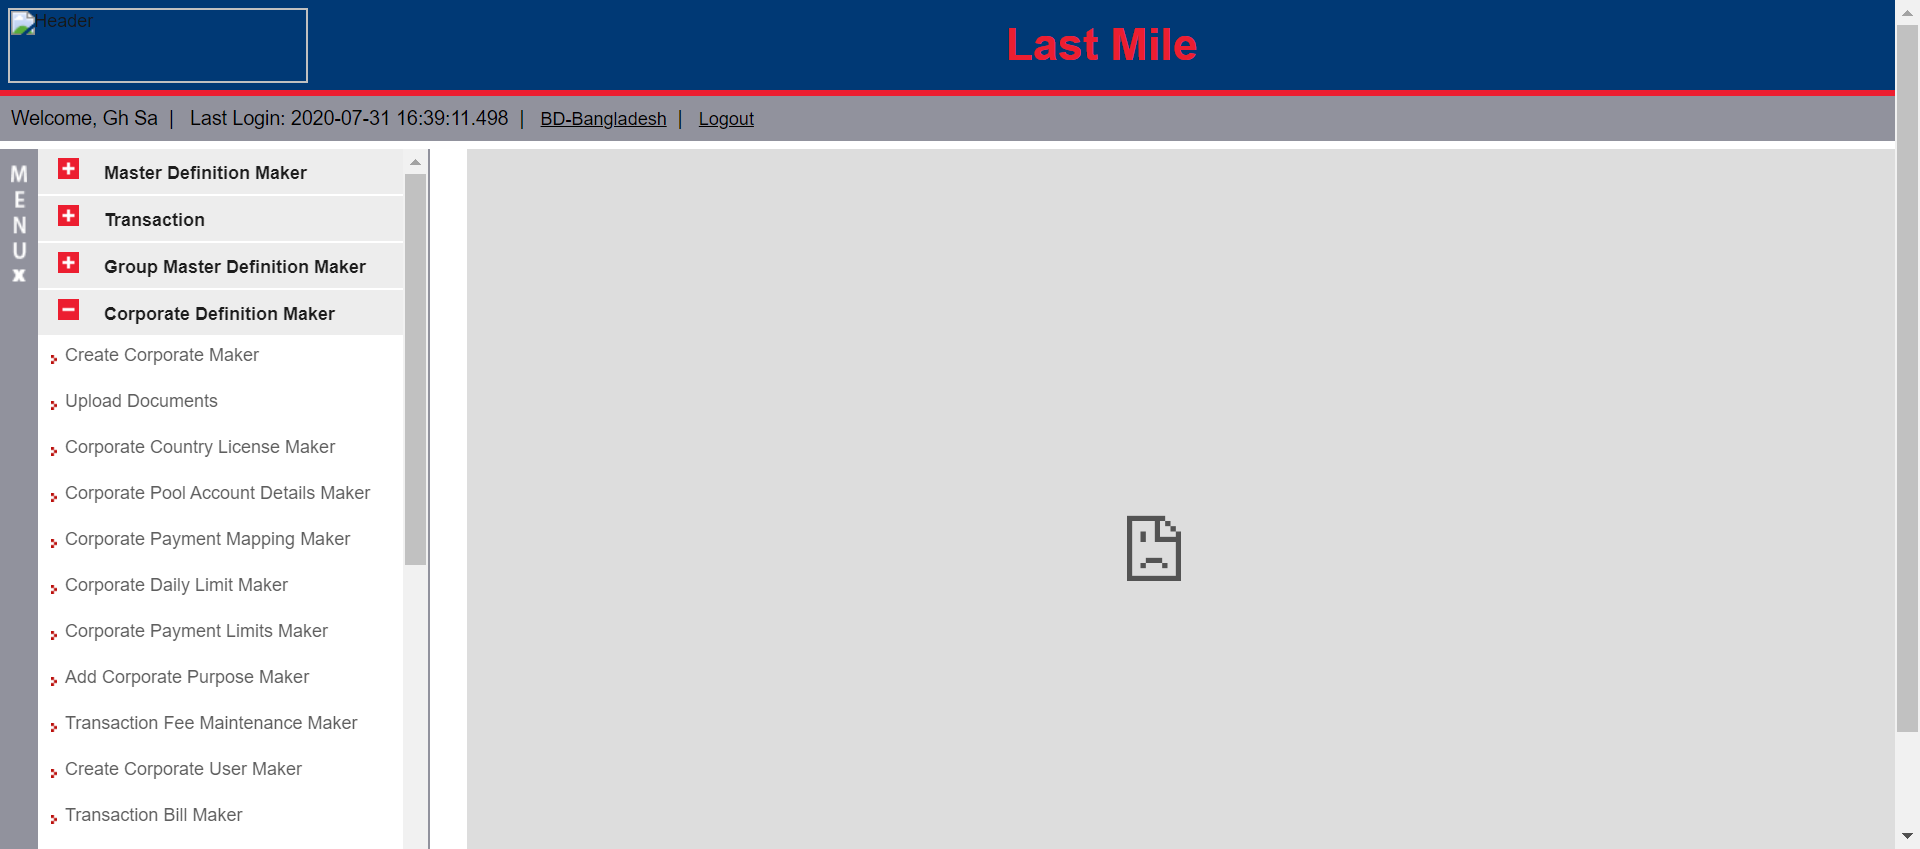 Header
Last Mile
Welcome, Gh Sa | Last Login: 2020-07-31 16:39:11.498 | BD-Bangladesh | Logout
MENU x
Master Definition Maker
Transaction
Group Master Definition Maker
Corporate Definition Maker
Create Corporate Maker
Upload Documents
Corporate Country License Maker
Corporate Pool Account Details Maker
Corporate Payment Mapping Maker
Corporate Daily Limit Maker
Corporate Payment Limits Maker
Add Corporate Purpose Maker
Transaction Fee Maintenance Maker
Create Corporate User Maker
Transaction Bill Maker